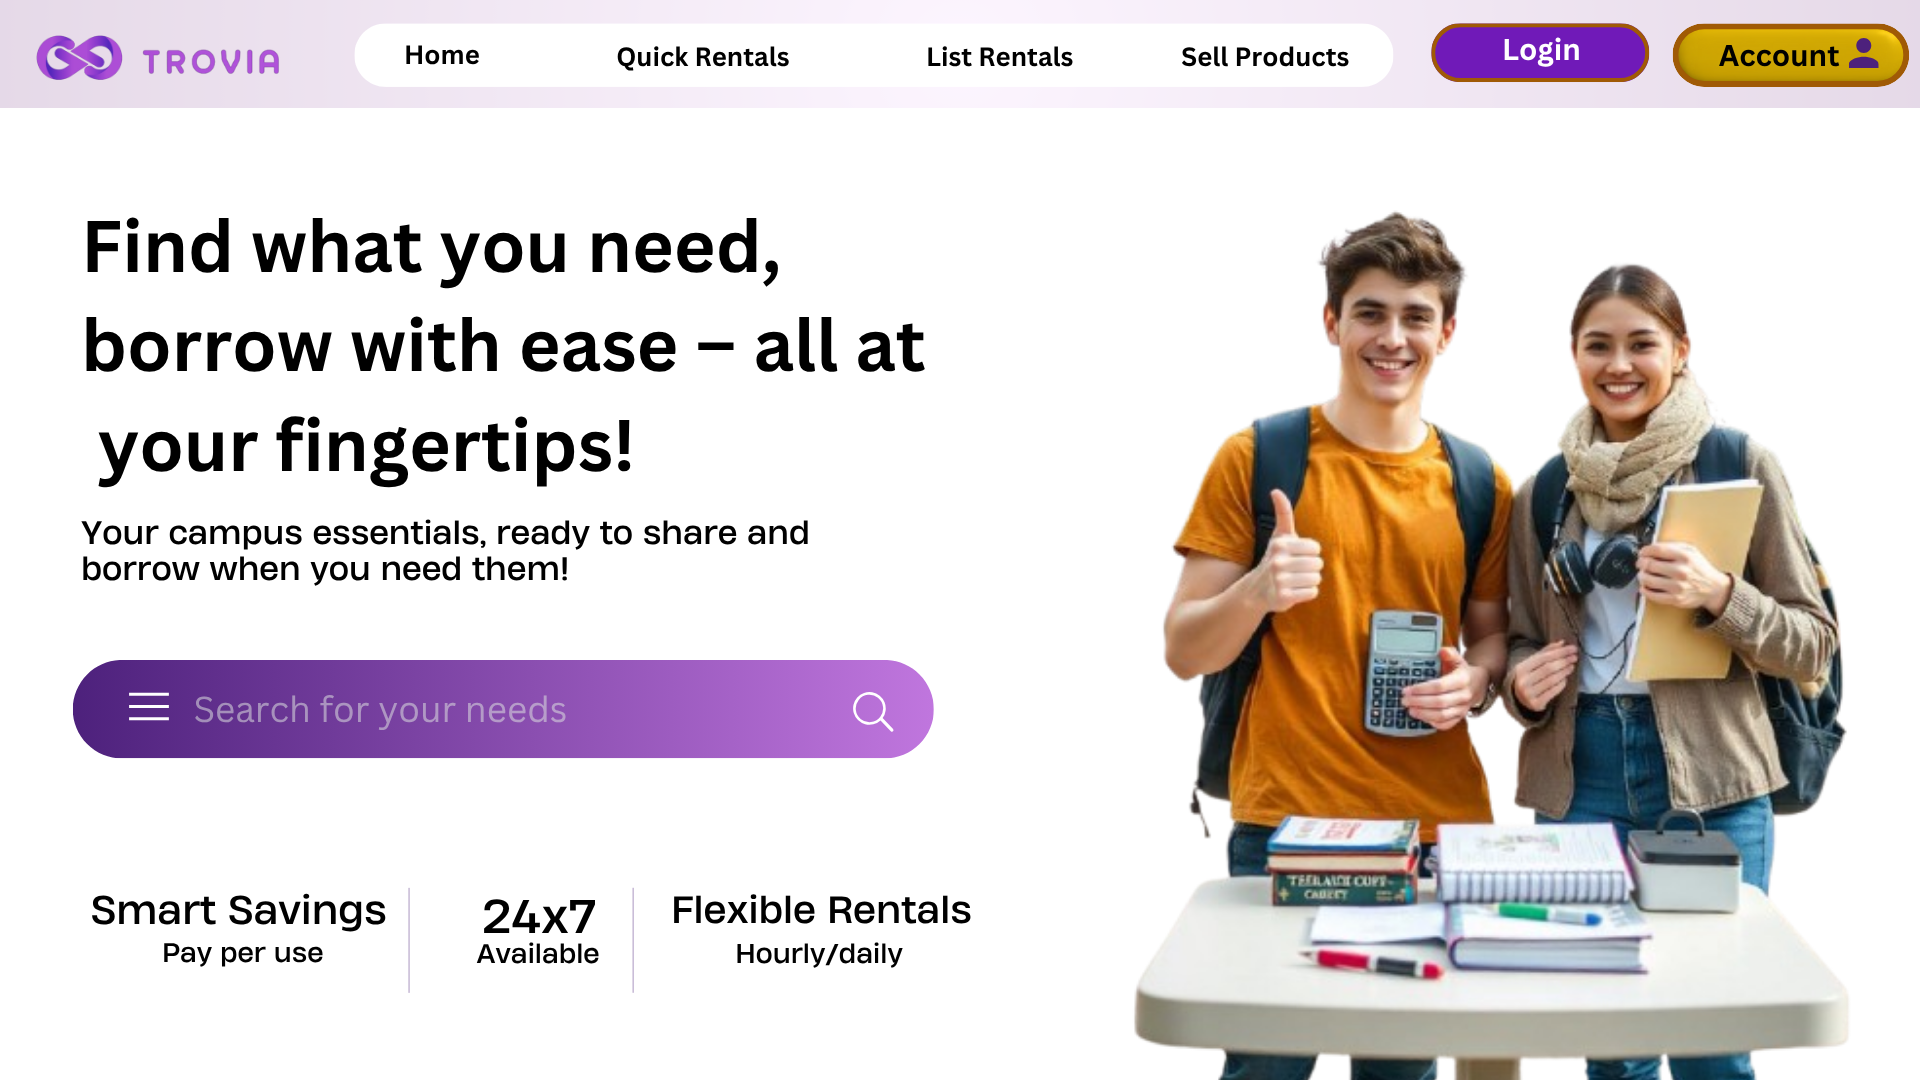 TROVIA
Home
Quick Rentals
List Rentals
Sell Products
Login
Account
Find what you need,
borrow with ease – all at
your fingertips!
Your campus essentials, ready to share and
borrow when you need them!
Search for your needs
Smart Savings
Pay per use
24x7
Available
Flexible Rentals
Hourly/daily